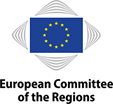 European Committee
of the Regions